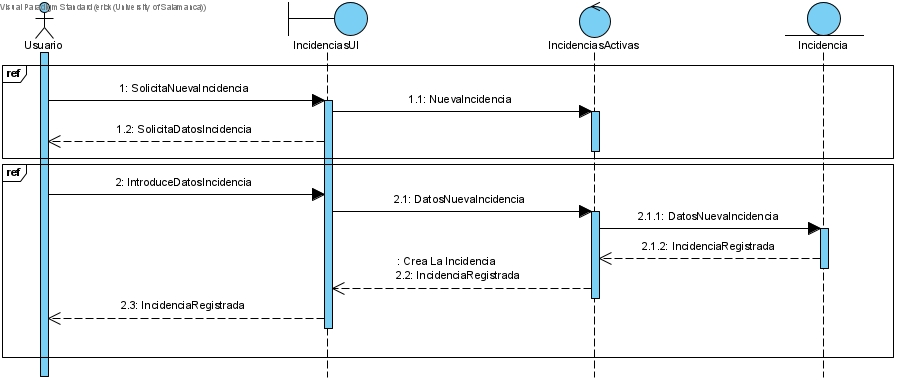 Visual Paradigm Standard (erick (University of Salamanca))
Usuario
IncidenciasUI
IncidenciasActivas
Incidencia
ref
1: SolicitaNuevaIncidencia
1.1: NuevaIncidencia
1.2: SolicitaDatosIncidencia
ref
2: IntroduceDatosIncidencia
2.1: DatosNuevaIncidencia
2.1.1: DatosNuevaIncidencia
2.1.2: IncidenciaRegistrada
: Crea La Incidencia
2.2: IncidenciaRegistrada
2.3: IncidenciaRegistrada